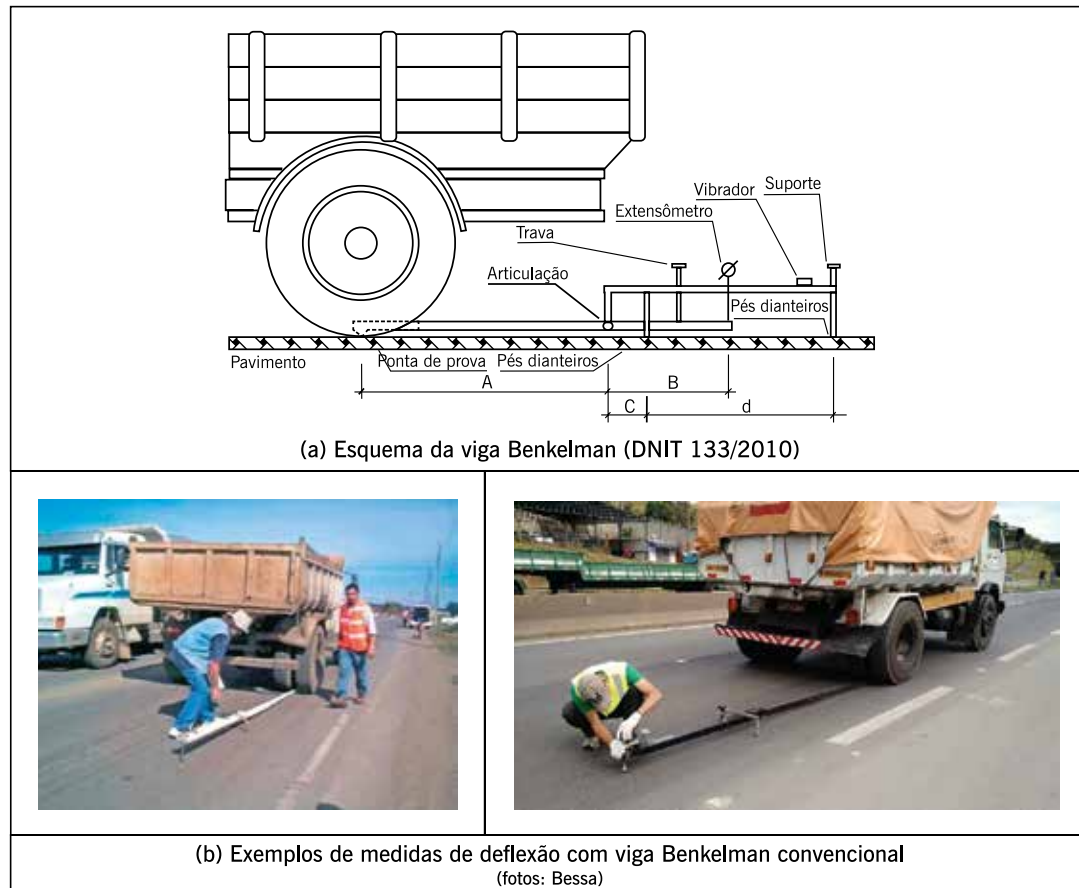 Vibrador
Suporte
Extensômetro
Trava
Articulação
Pés dianteiros
Pavimento
Ponta de prova
Pés dianteiros
A
B
C
d
(a) Esquema da viga Benkelman (DNIT 133/2010)
(b) Exemplos de medidas de deflexão com viga Benkelman convencional
(fotos: Bessa)